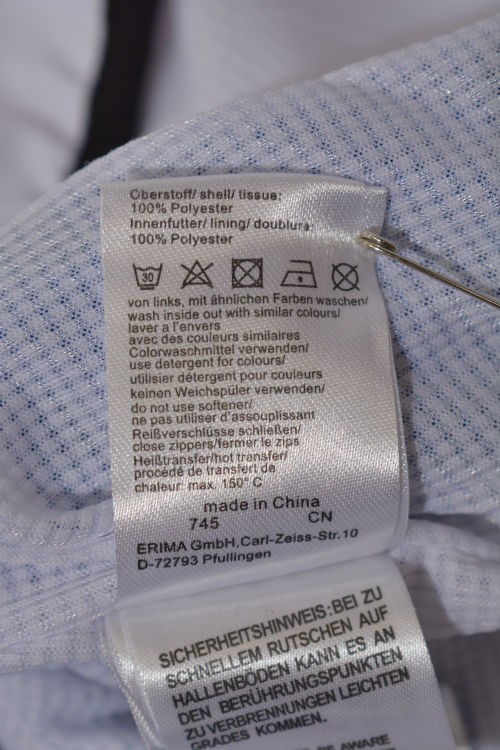 Oberstoff/ shell/ tissue:
100% Polyester
Innenfutter/ lining/ doublure:
100% Polyester
30
von links, mit ähnlichen Farben waschen/
wash inside out with similar colours/
laver a l'envers
avec des couleurs similaires
Colorwaschmittel verwenden/
use detergent for colours/
utilisier détergent pour couleurs
keinen Weichspüler verwenden/
do not use softener/
ne pas utiliser d'assouplissant
Reißverschlüsse schließen/
close zippers/fermer le zips
Heißtransfer/hot transfer/
procédé de transfert de
chaleur: max. 150° C
made in China
745 CN
ERIMA GmbH,Carl-Zeiss-Str.10
D-72793 Pfullingen
SICHERHEITSHINWEIS:BEI ZU
SCHNELLEM RUTSCHEN AUF
HALLENBÖDEN KANN ES AN
DEN BERÜHRUNGSPUNKTEN
ZU VERBRENNUNGEN LEICHTEN
GRADES KOMMEN.
BE AWARE